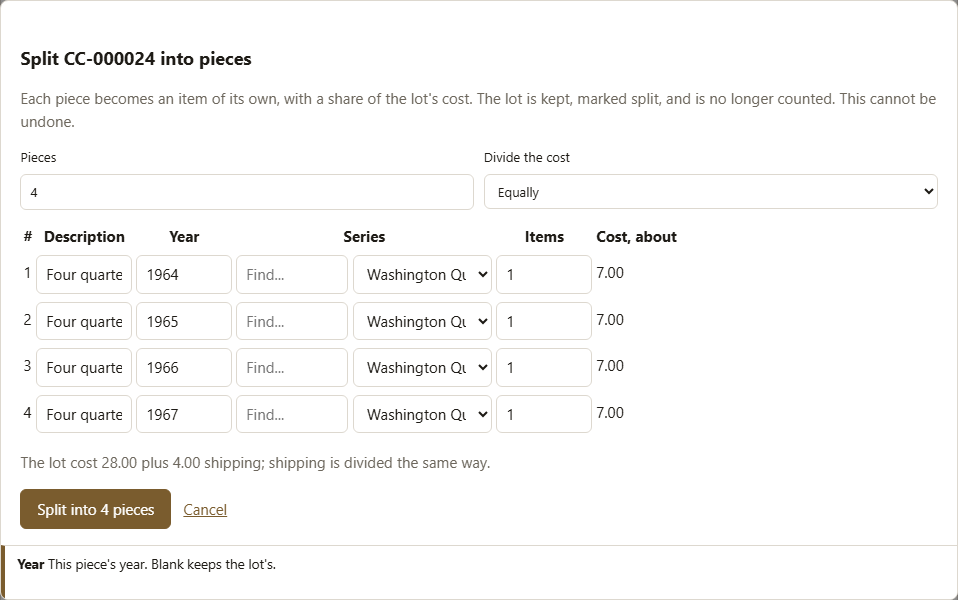 Split CC-000024 into pieces
Each piece becomes an item of its own, with a share of the lot's cost. The lot is kept, marked split, and is no longer counted. This cannot be
undone.
Pieces Divide the cost
4 Equally
# Description Year Series Items Cost, about
1 Four quarte 1964 Find... Washington Qu 1 7.00
2 Four quarte 1965 Find... Washington Qu 1 7.00
3 Four quarte 1966 Find... Washington Qu 1 7.00
4 Four quarte 1967 Find... Washington Qu 1 7.00
The lot cost 28.00 plus 4.00 shipping; shipping is divided the same way.
Split into 4 pieces Cancel
Year This piece's year. Blank keeps the lot's.